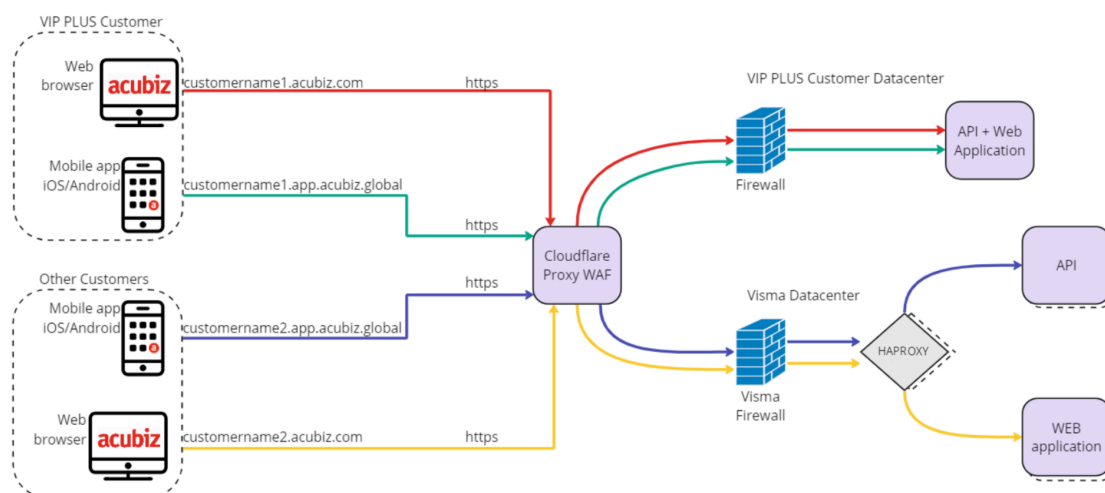 VIP PLUS Customer
Web
browser
acubiz
customername1.acubiz.com
https
Mobile app
iOS/Android
a
customername1.app.acubiz.global
https
Other Customers
Mobile app
iOS/Android
a
customername2.app.acubiz.global
https
Web
browser
acubiz
customername2.acubiz.com
https
Cloudflare
Proxy WAF
VIP PLUS Customer Datacenter
Firewall
API + Web
Application
Visma Datacenter
Visma
Firewall
HAPROXY
API
WEB
application